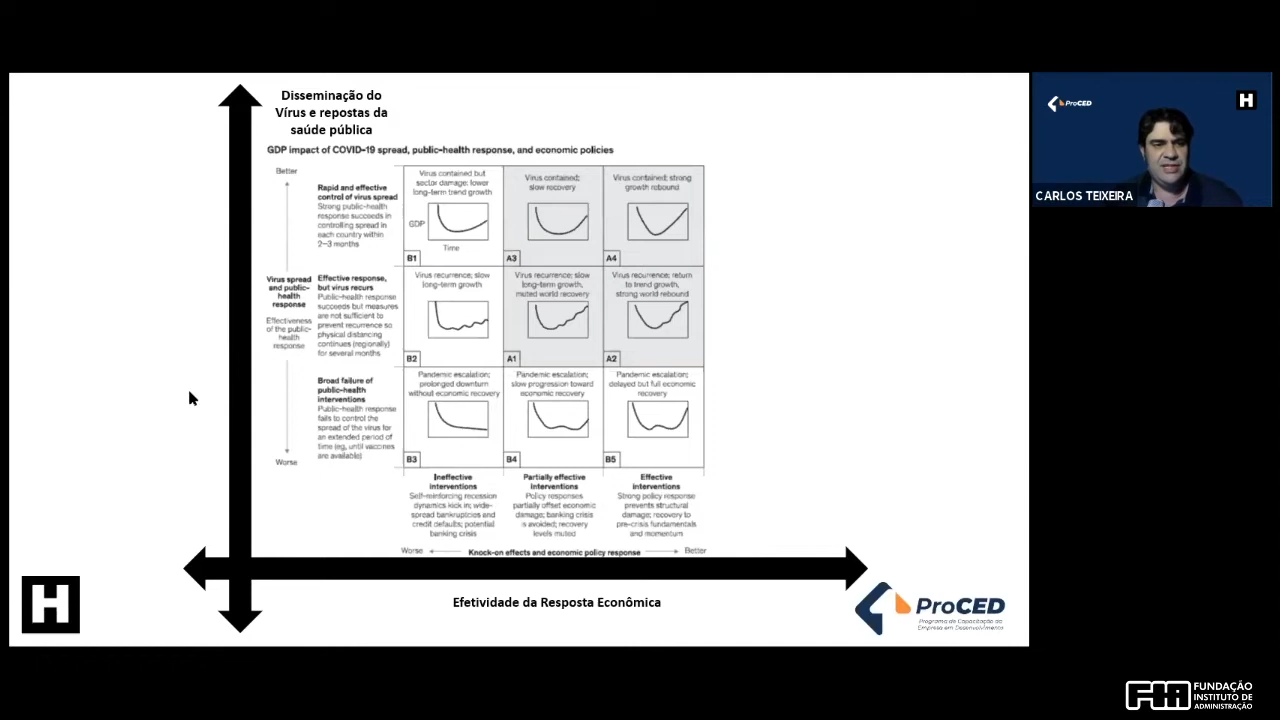 Disseminação do
Vírus e repostas da
saúde pública
GDP impact of COVID-19 spread, public-health response, and economic policies
Better
Rapid and effective
control of virus spread
Strong public-health
response succeeds in
controlling spread in
each country within
2–3 months
Virus contained but
sector damage; lower
long-term trend growth
GDP
Time
B1
Virus contained;
slow recovery
A3
Virus contained; strong
growth rebound
A4
Virus spread
and public-
health
response
Effectiveness
of the public-
health
response
Effective response,
but virus recurs
Public-health response
succeeds but measures
are not sufficient to
prevent recurrence so
physical distancing
continues (regionally)
for several months
Virus recurrence; slow
long-term growth
B2
Virus recurrence; slow
long-term growth,
muted world recovery
A1
Virus recurrence; return
to trend growth,
strong world rebound
A2
Broad failure of
public-health
interventions
Public-health response
fails to control the
spread of the virus for
an extended period of
time (eg, until vaccines
are available)
Worse
Pandemic escalation;
prolonged downturn
without economic recovery
B3
Pandemic escalation;
slow progression toward
economic recovery
B4
Pandemic escalation;
delayed but full economic
recovery
B5
Ineffective
interventions
Self-reinforcing recession
dynamics kick in; wide-
spread bankruptcies and
credit defaults; potential
banking crisis
Partially effective
interventions
Policy responses
partially offset economic
damage; banking crisis
is avoided; recovery
levels muted
Effective
interventions
Strong policy response
prevents structural
damage; recovery to
pre-crisis fundamentals
and momentum
Worse
Knock-on effects and economic policy response
Better
Efetividade da Resposta Econômica
H
ProCED
Programa de Capacitação da
Empresa em Desenvolvimento
ProCED
H
CARLOS TEIXEIRA
FIA FUNDAÇÃO
INSTITUTO DE
ADMINISTRAÇÃO